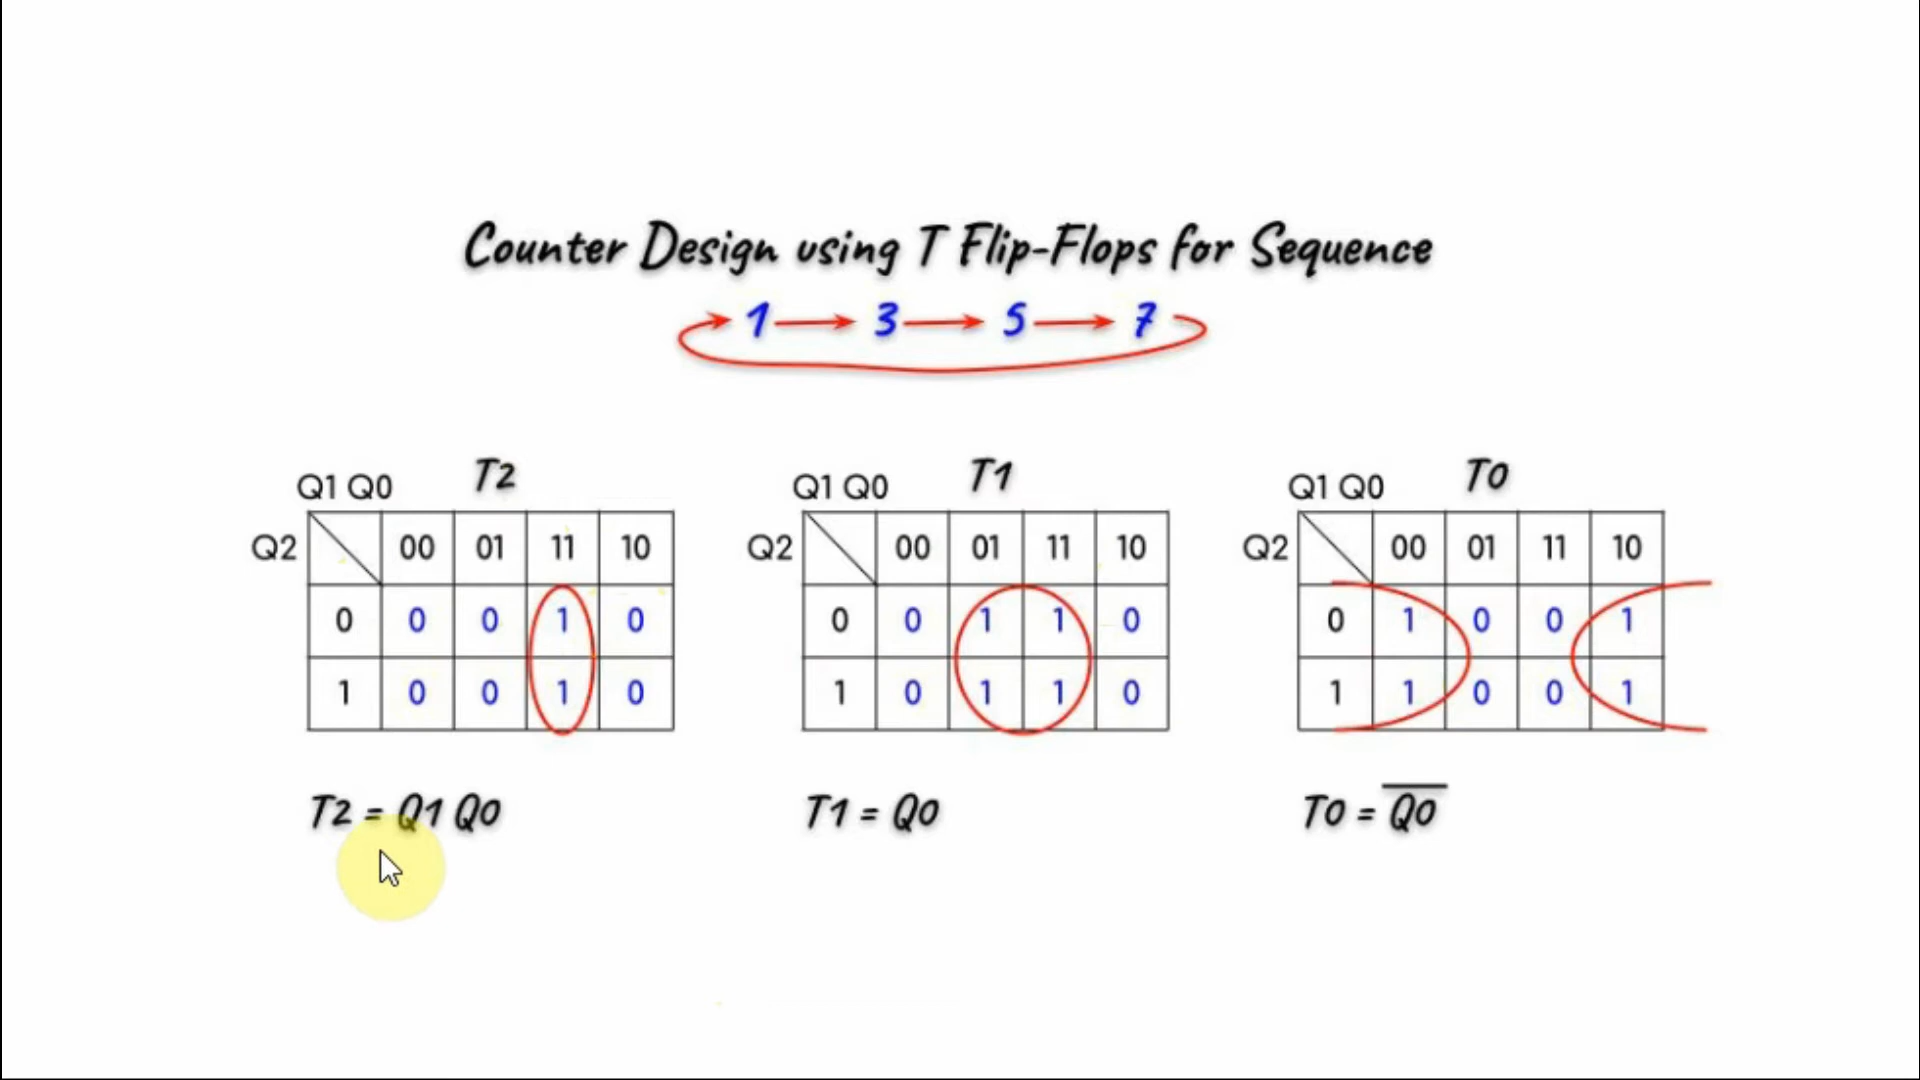 Counter Design using T Flip-Flops for Sequence
1 3 5 7
Q1 Q0 T2
Q2 00 01 11 10
0 0 0 1 0
1 0 0 1 0
T2 = Q1 Q0
Q1 Q0 T1
Q2 00 01 11 10
0 0 1 1 0
1 0 1 1 0
T1 = Q0
Q1 Q0 T0
Q2 00 01 11 10
0 1 0 0 1
1 1 0 0 1
T0 = Q̅0̅